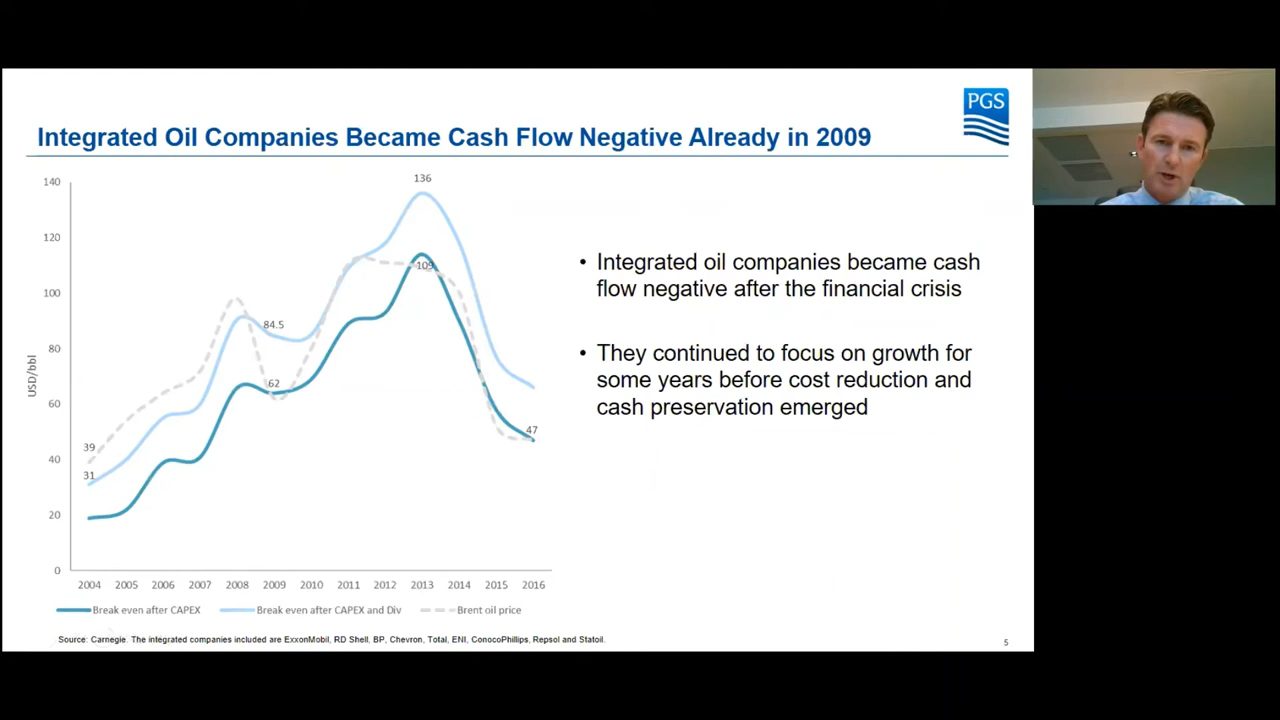 PGS
Integrated Oil Companies Became Cash Flow Negative Already in 2009
140
120
100
80
60
40
20
0
USD/bbl
136
109
84.5
62
47
39
31
2004 2005 2006 2007 2008 2009 2010 2011 2012 2013 2014 2015 2016
Break even after CAPEX Break even after CAPEX and Div Brent oil price
• Integrated oil companies became cash
flow negative after the financial crisis
• They continued to focus on growth for
some years before cost reduction and
cash preservation emerged
Source: Carnegie. The integrated companies included are ExxonMobil, RD Shell, BP, Chevron, Total, ENI, ConocoPhillips, Repsol and Statoil.
5